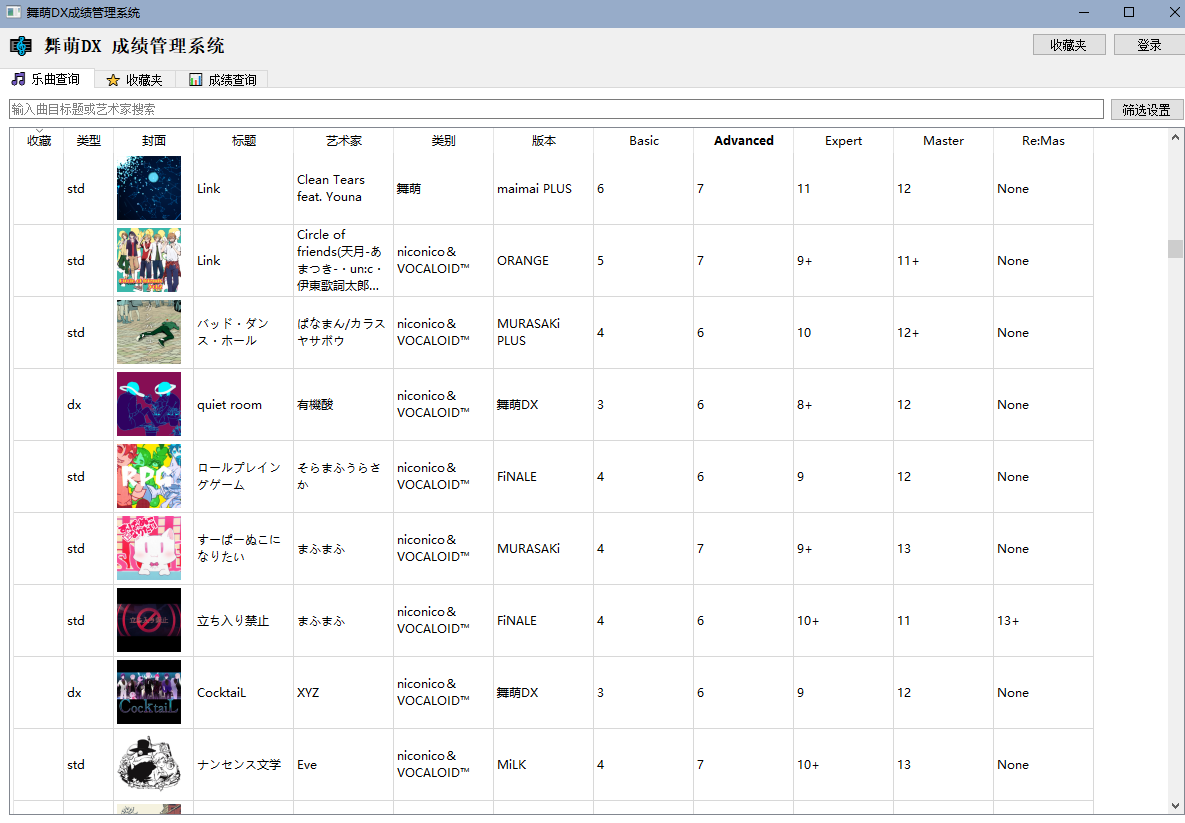 舞萌DX成绩管理系统
舞萌DX 成绩管理系统
收藏夹
登录
乐曲查询
收藏夹
成绩查询
输入曲目标题或艺术家搜索
筛选设置
收藏 类型 封面 标题 艺术家 类别 版本 Basic Advanced Expert Master Re:Mas
std
Link
Clean Tears
feat. Youna
舞萌
maimai PLUS
6
7
11
12
None
std
Link
Circle of
friends(天月-あ
まつき-・un:c・
伊東歌詞太郎...
niconico＆
VOCALOID™
ORANGE
5
7
9+
11+
None
std
バッド・ダン
ス・ホール
ぱなまん/カラス
ヤサボウ
niconico＆
VOCALOID™
MURASAKi
PLUS
4
6
10
12+
None
dx
quiet room
有機酸
niconico＆
VOCALOID™
舞萌DX
3
6
8+
12
None
std
RPG
ロールプレイン
グゲーム
そらまふうらさ
か
niconico＆
VOCALOID™
FiNALE
4
6
9
12
None
std
すーぱーぬこに
なりたい
まふまふ
niconico＆
VOCALOID™
MURASAKi
4
7
9+
13
None
std
立ち入り禁止
立ち入り禁止
まふまふ
niconico＆
VOCALOID™
FiNALE
4
6
10+
11
13+
dx
CocktaiL
CocktaiL
XYZ
niconico＆
VOCALOID™
舞萌DX
3
6
9
12
None
std
ナンセンス文学
Eve
niconico＆
VOCALOID™
MiLK
4
7
10+
13
None